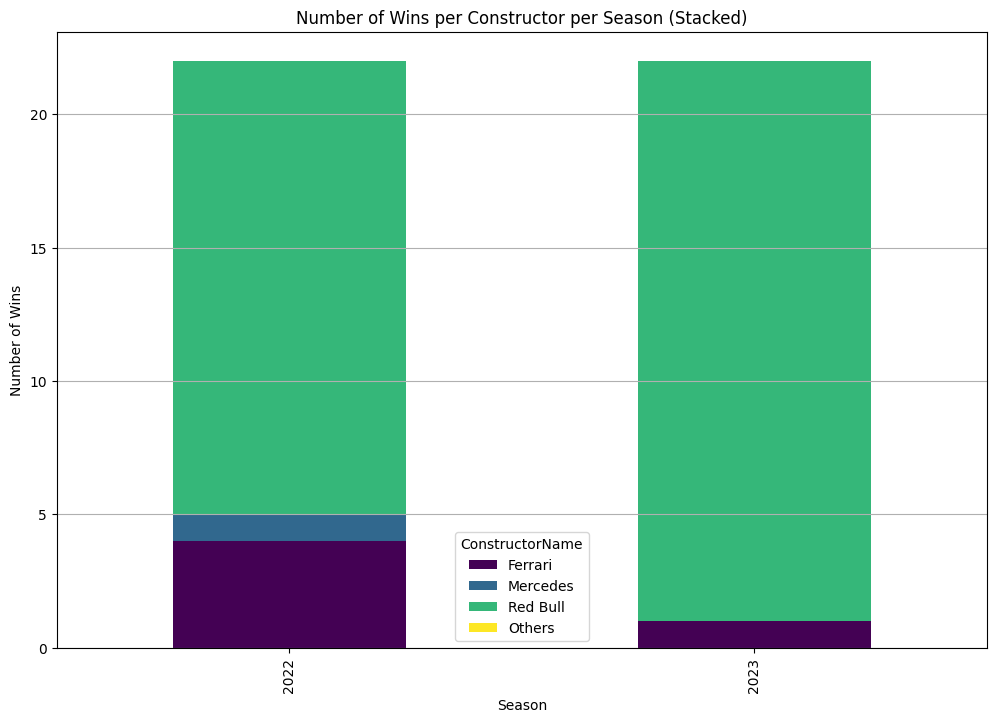 Number of Wins per Constructor per Season (Stacked)
Number of Wins
20
15
10
5
0
ConstructorName
Ferrari
Mercedes
Red Bull
Others
2022
2023
Season